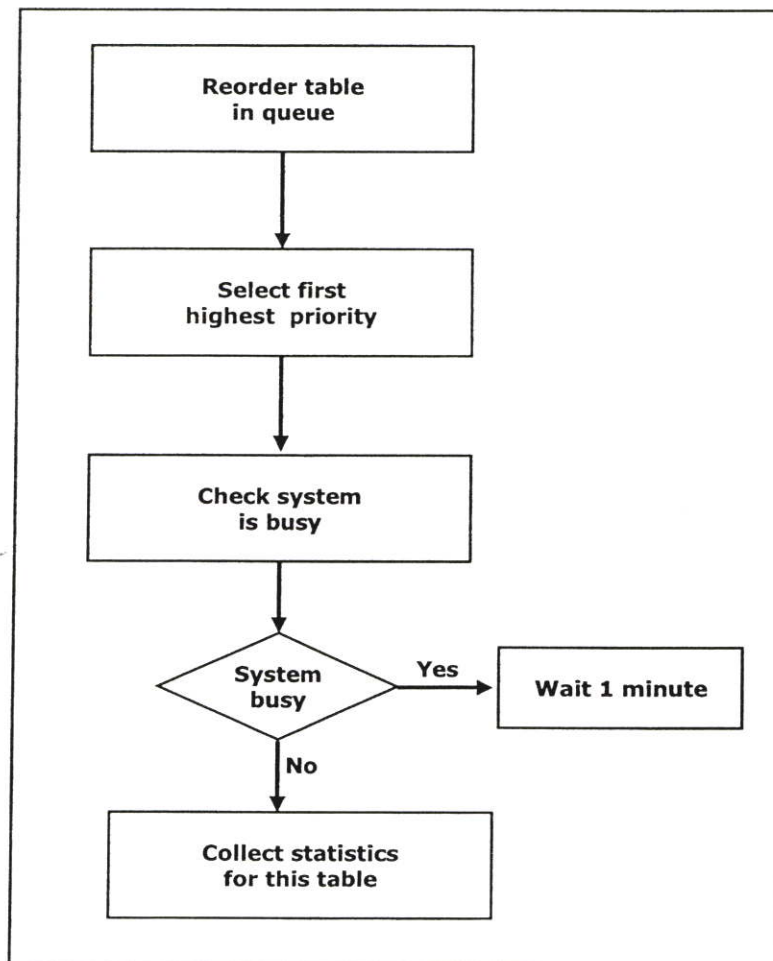 Reorder table
in queue
Select first
highest priority
Check system
is busy
System
busy
Yes
Wait 1 minute
No
Collect statistics
for this table